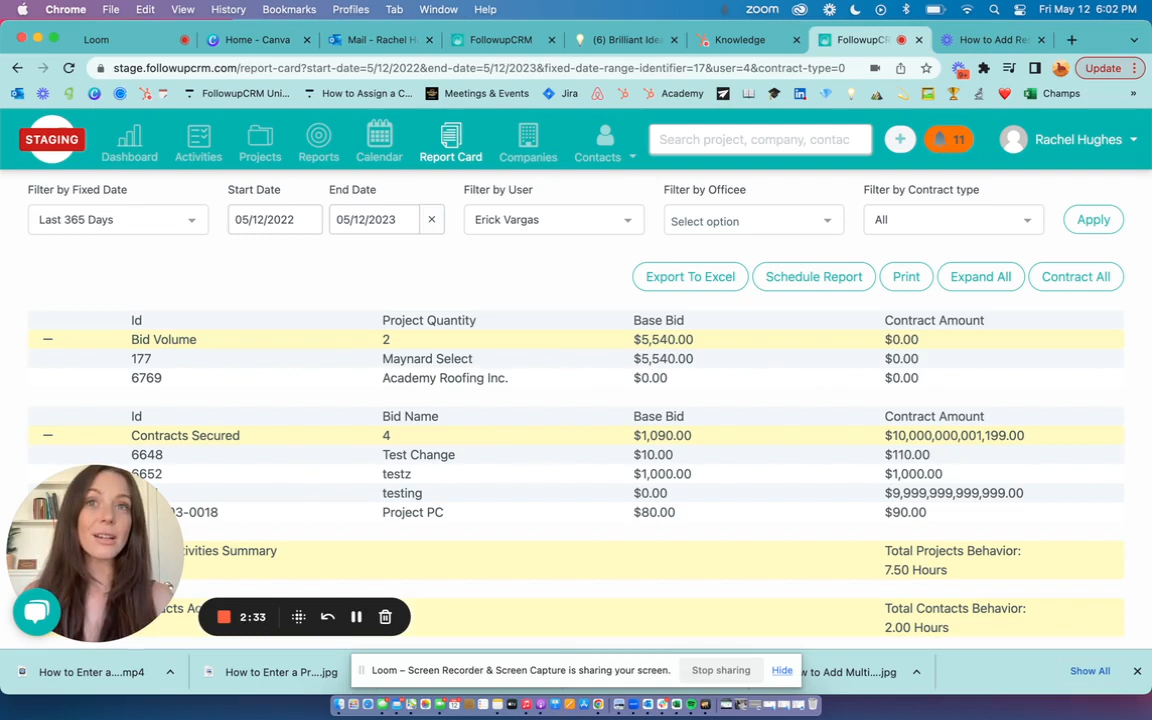 Chrome File Edit View History Bookmarks Profiles Tab Window Help zoom Fri May 12 6:02 PM
Loom Home - Canva Mail - Rachel H FollowupCRM (6) Brilliant Idea Knowledge FollowupCR How to Add Re
stage.followupcrm.com/report-card?start-date=5/12/2022&end-date=5/12/2023&fixed-date-range-identifier=17&user=4&contract-type=0 Update
FollowupCRM Uni... How to Assign a C... Meetings & Events Jira Academy Champs »
STAGING Dashboard Activities Projects Reports Calendar Report Card Companies Contacts Search project, company, contac + 11 Rachel Hughes
Filter by Fixed Date Start Date End Date Filter by User Filter by Officee Filter by Contract type
Last 365 Days 05/12/2022 05/12/2023 Erick Vargas Select option All Apply
Export To Excel Schedule Report Print Expand All Contract All
Id Project Quantity Base Bid Contract Amount
Bid Volume 2 $5,540.00 $0.00
177 Maynard Select $5,540.00 $0.00
6769 Academy Roofing Inc. $0.00 $0.00
Id Bid Name Base Bid Contract Amount
Contracts Secured 4 $1,090.00 $10,000,000,001,199.00
6648 Test Change $10.00 $110.00
6652 testz $1,000.00 $1,000.00
testing $0.00 $9,999,999,999,999.00
03-0018 Project PC $80.00 $90.00
tivities Summary Total Projects Behavior:
7.50 Hours
acts Ac Total Contacts Behavior:
2.00 Hours
2:33
How to Enter a....mp4 How to Enter a Pr....jpg Loom – Screen Recorder & Screen Capture is sharing your screen. Stop sharing Hide w to Add Multi....jpg Show All